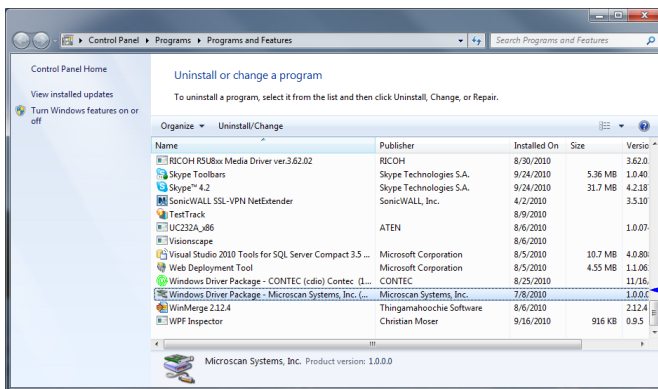 Control Panel Programs Programs and Features Search Programs and Features
Control Panel Home
View installed updates
Turn Windows features on or off
Uninstall or change a program
To uninstall a program, select it from the list and then click Uninstall, Change, or Repair.
Organize Uninstall/Change
Name Publisher Installed On Size Versio
RICOH R5U8xx Media Driver ver.3.62.02 RICOH 8/30/2010 3.62.0
Skype Toolbars Skype Technologies S.A. 9/24/2010 5.36 MB 1.0.40
Skype™ 4.2 Skype Technologies S.A. 9/24/2010 31.7 MB 4.2.18
SonicWALL SSL-VPN NetExtender SonicWALL, Inc. 4/2/2010 3.5.10
TestTrack 8/9/2010
UC232A_x86 ATEN 8/6/2010 1.0.07
Visionscape 8/6/2010
Visual Studio 2010 Tools for SQL Server Compact 3.5 ... Microsoft Corporation 8/5/2010 10.7 MB 4.0.80
Web Deployment Tool Microsoft Corporation 8/5/2010 4.55 MB 1.1.06
Windows Driver Package - CONTEC (cdio) Contec (1... CONTEC 8/25/2010 11/16,
Windows Driver Package - Microscan Systems, Inc. (... Microscan Systems, Inc. 7/8/2010 1.0.0.0
WinMerge 2.12.4 Thingamahoochie Software 8/6/2010 2.12.4
WPF Inspector Christian Moser 9/16/2010 916 KB 0.9.5
Microscan Systems, Inc. Product version: 1.0.0.0